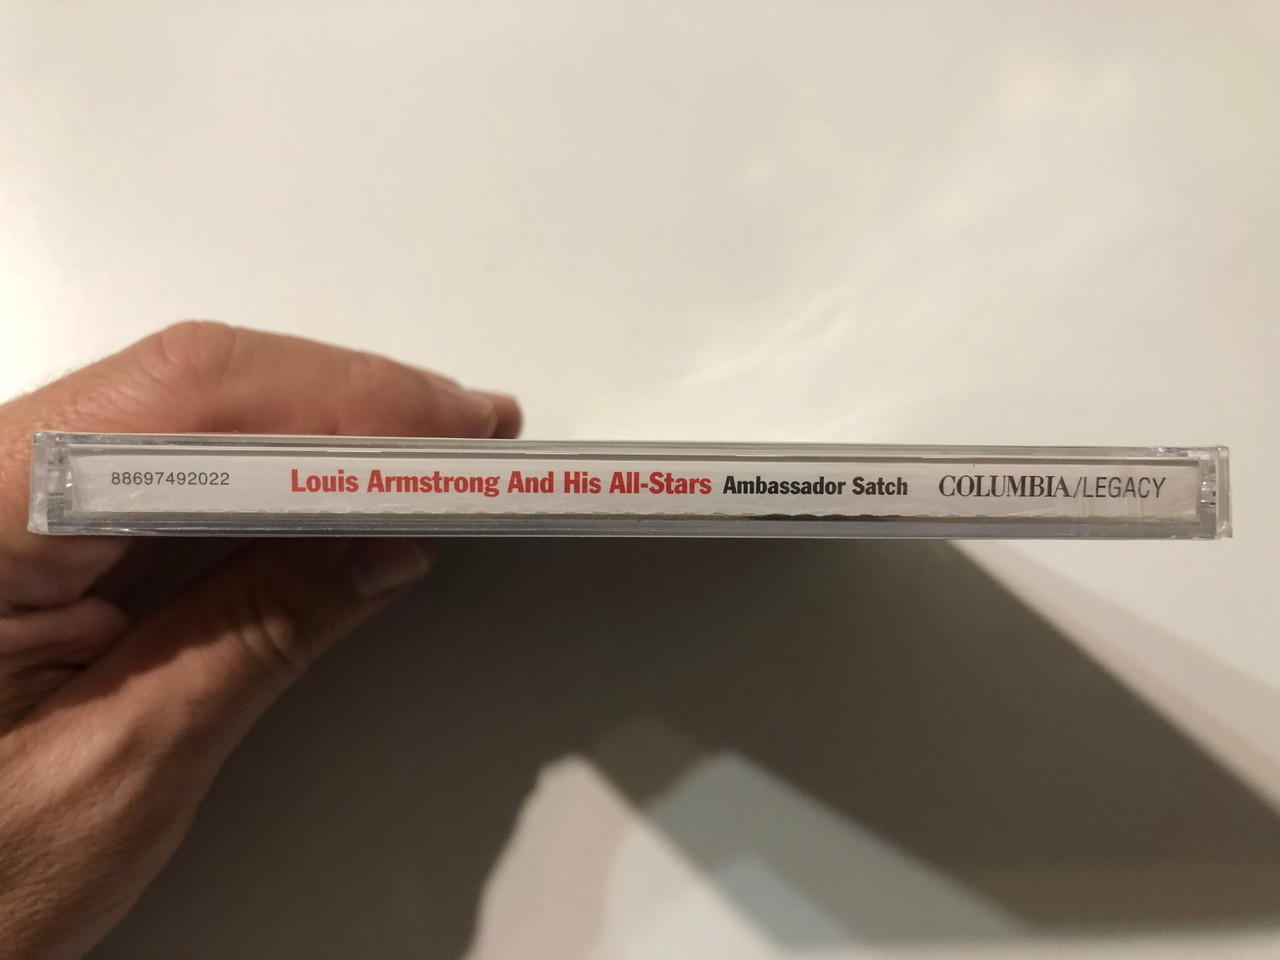 88697492022 Louis Armstrong And His All-Stars Ambassador Satch COLUMBIA/LEGACY